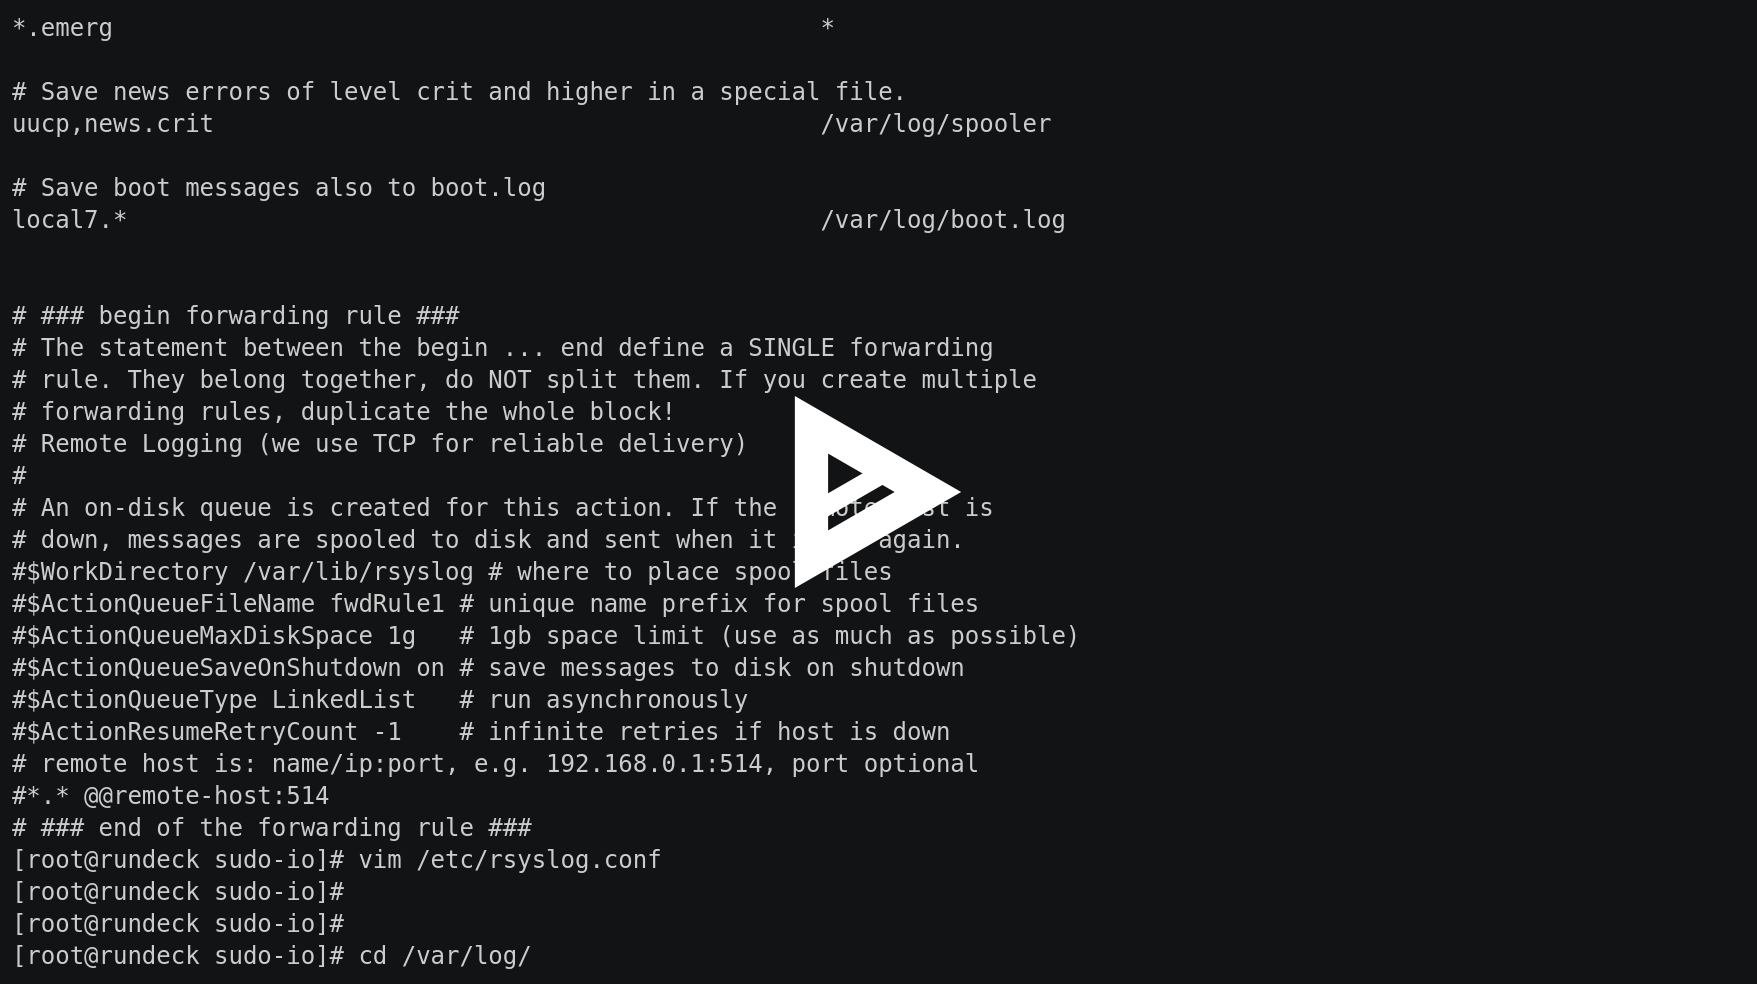 *.emerg                                                 *
# Save news errors of level crit and higher in a special file.
uucp,news.crit                                          /var/log/spooler
# Save boot messages also to boot.log
local7.*                                                /var/log/boot.log
# ### begin forwarding rule ###
# The statement between the begin ... end define a SINGLE forwarding
# rule. They belong together, do NOT split them. If you create multiple
# forwarding rules, duplicate the whole block!
# Remote Logging (we use TCP for reliable delivery)
#
# An on-disk queue is created for this action. If the is
# down, messages are spooled to disk and sent when it again.
#$WorkDirectory /var/lib/rsyslog # where to place spool files
#$ActionQueueFileName fwdRule1 # unique name prefix for spool files
#$ActionQueueMaxDiskSpace 1g   # 1gb space limit (use as much as possible)
#$ActionQueueSaveOnShutdown on # save messages to disk on shutdown
#$ActionQueueType LinkedList   # run asynchronously
#$ActionResumeRetryCount -1    # infinite retries if host is down
# remote host is: name/ip:port, e.g. 192.168.0.1:514, port optional
#*.* @@remote-host:514
# ### end of the forwarding rule ###
[root@rundeck sudo-io]# vim /etc/rsyslog.conf
[root@rundeck sudo-io]#
[root@rundeck sudo-io]#
[root@rundeck sudo-io]# cd /var/log/